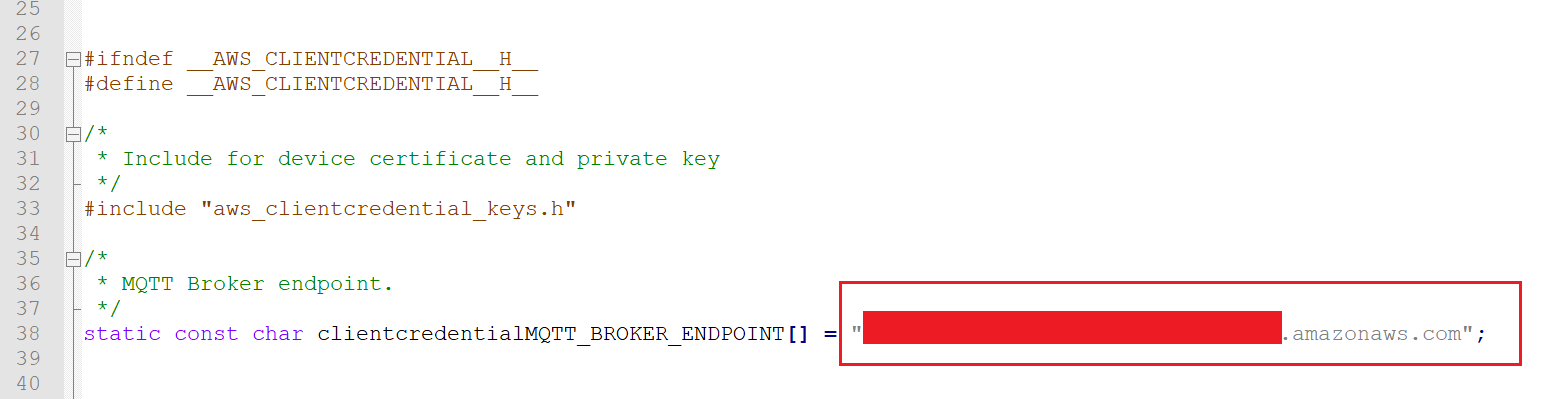 25
26
27 #ifndef __AWS_CLIENTCREDENTIAL__H__
28 #define __AWS_CLIENTCREDENTIAL__H__
29
30 /*
31  * Include for device certificate and private key
32  */
33 #include "aws_clientcredential_keys.h"
34
35 /*
36  * MQTT Broker endpoint.
37  */
38 static const char clientcredentialMQTT_BROKER_ENDPOINT[] = ".amazonaws.com";
39
40